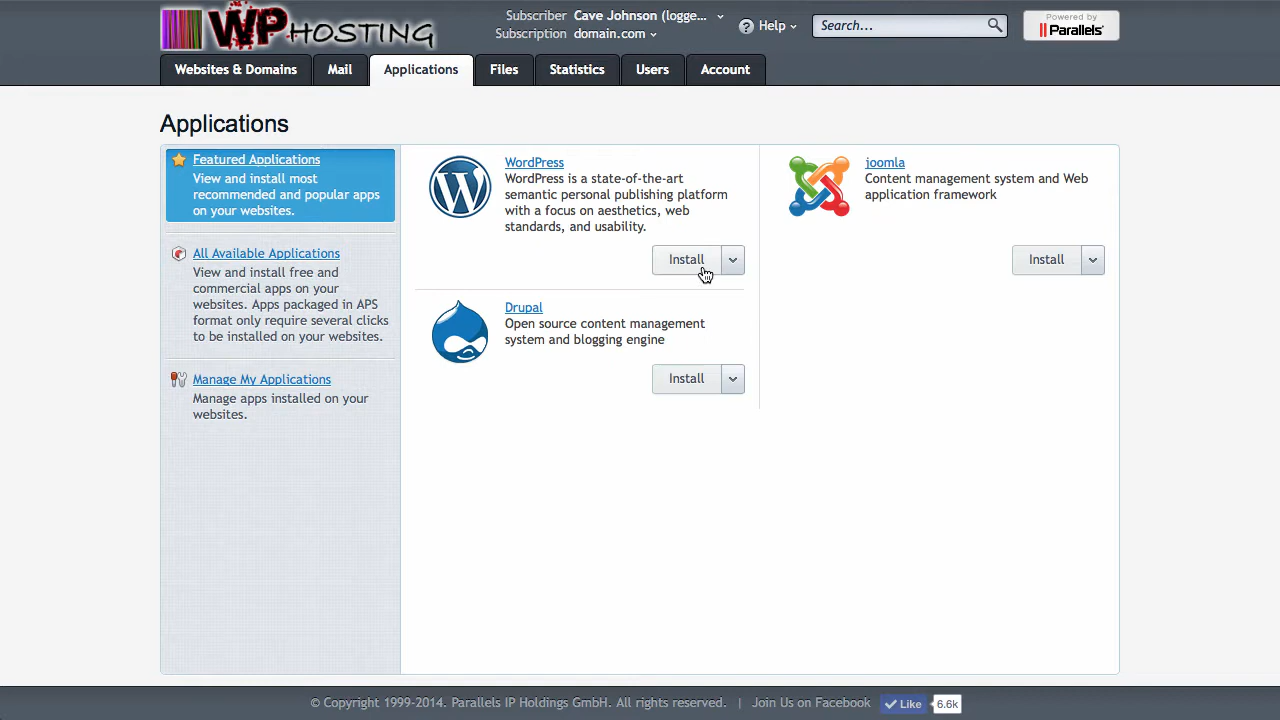 WPHOSTING
Subscriber Cave Johnson (logge...
Subscription domain.com
Help
Search...
Powered by
Parallels
Websites & Domains
Mail
Applications
Files
Statistics
Users
Account
Applications
Featured Applications
View and install most
recommended and popular apps
on your websites.
All Available Applications
View and install free and
commercial apps on your
websites. Apps packaged in APS
format only require several clicks
to be installed on your websites.
Manage My Applications
Manage apps installed on your
websites.
WordPress
WordPress is a state-of-the-art
semantic personal publishing platform
with a focus on aesthetics, web
standards, and usability.
Install
joomla
Content management system and Web
application framework
Install
Drupal
Open source content management
system and blogging engine
Install
© Copyright 1999-2014. Parallels IP Holdings GmbH. All rights reserved. | Join Us on Facebook Like 6.6k